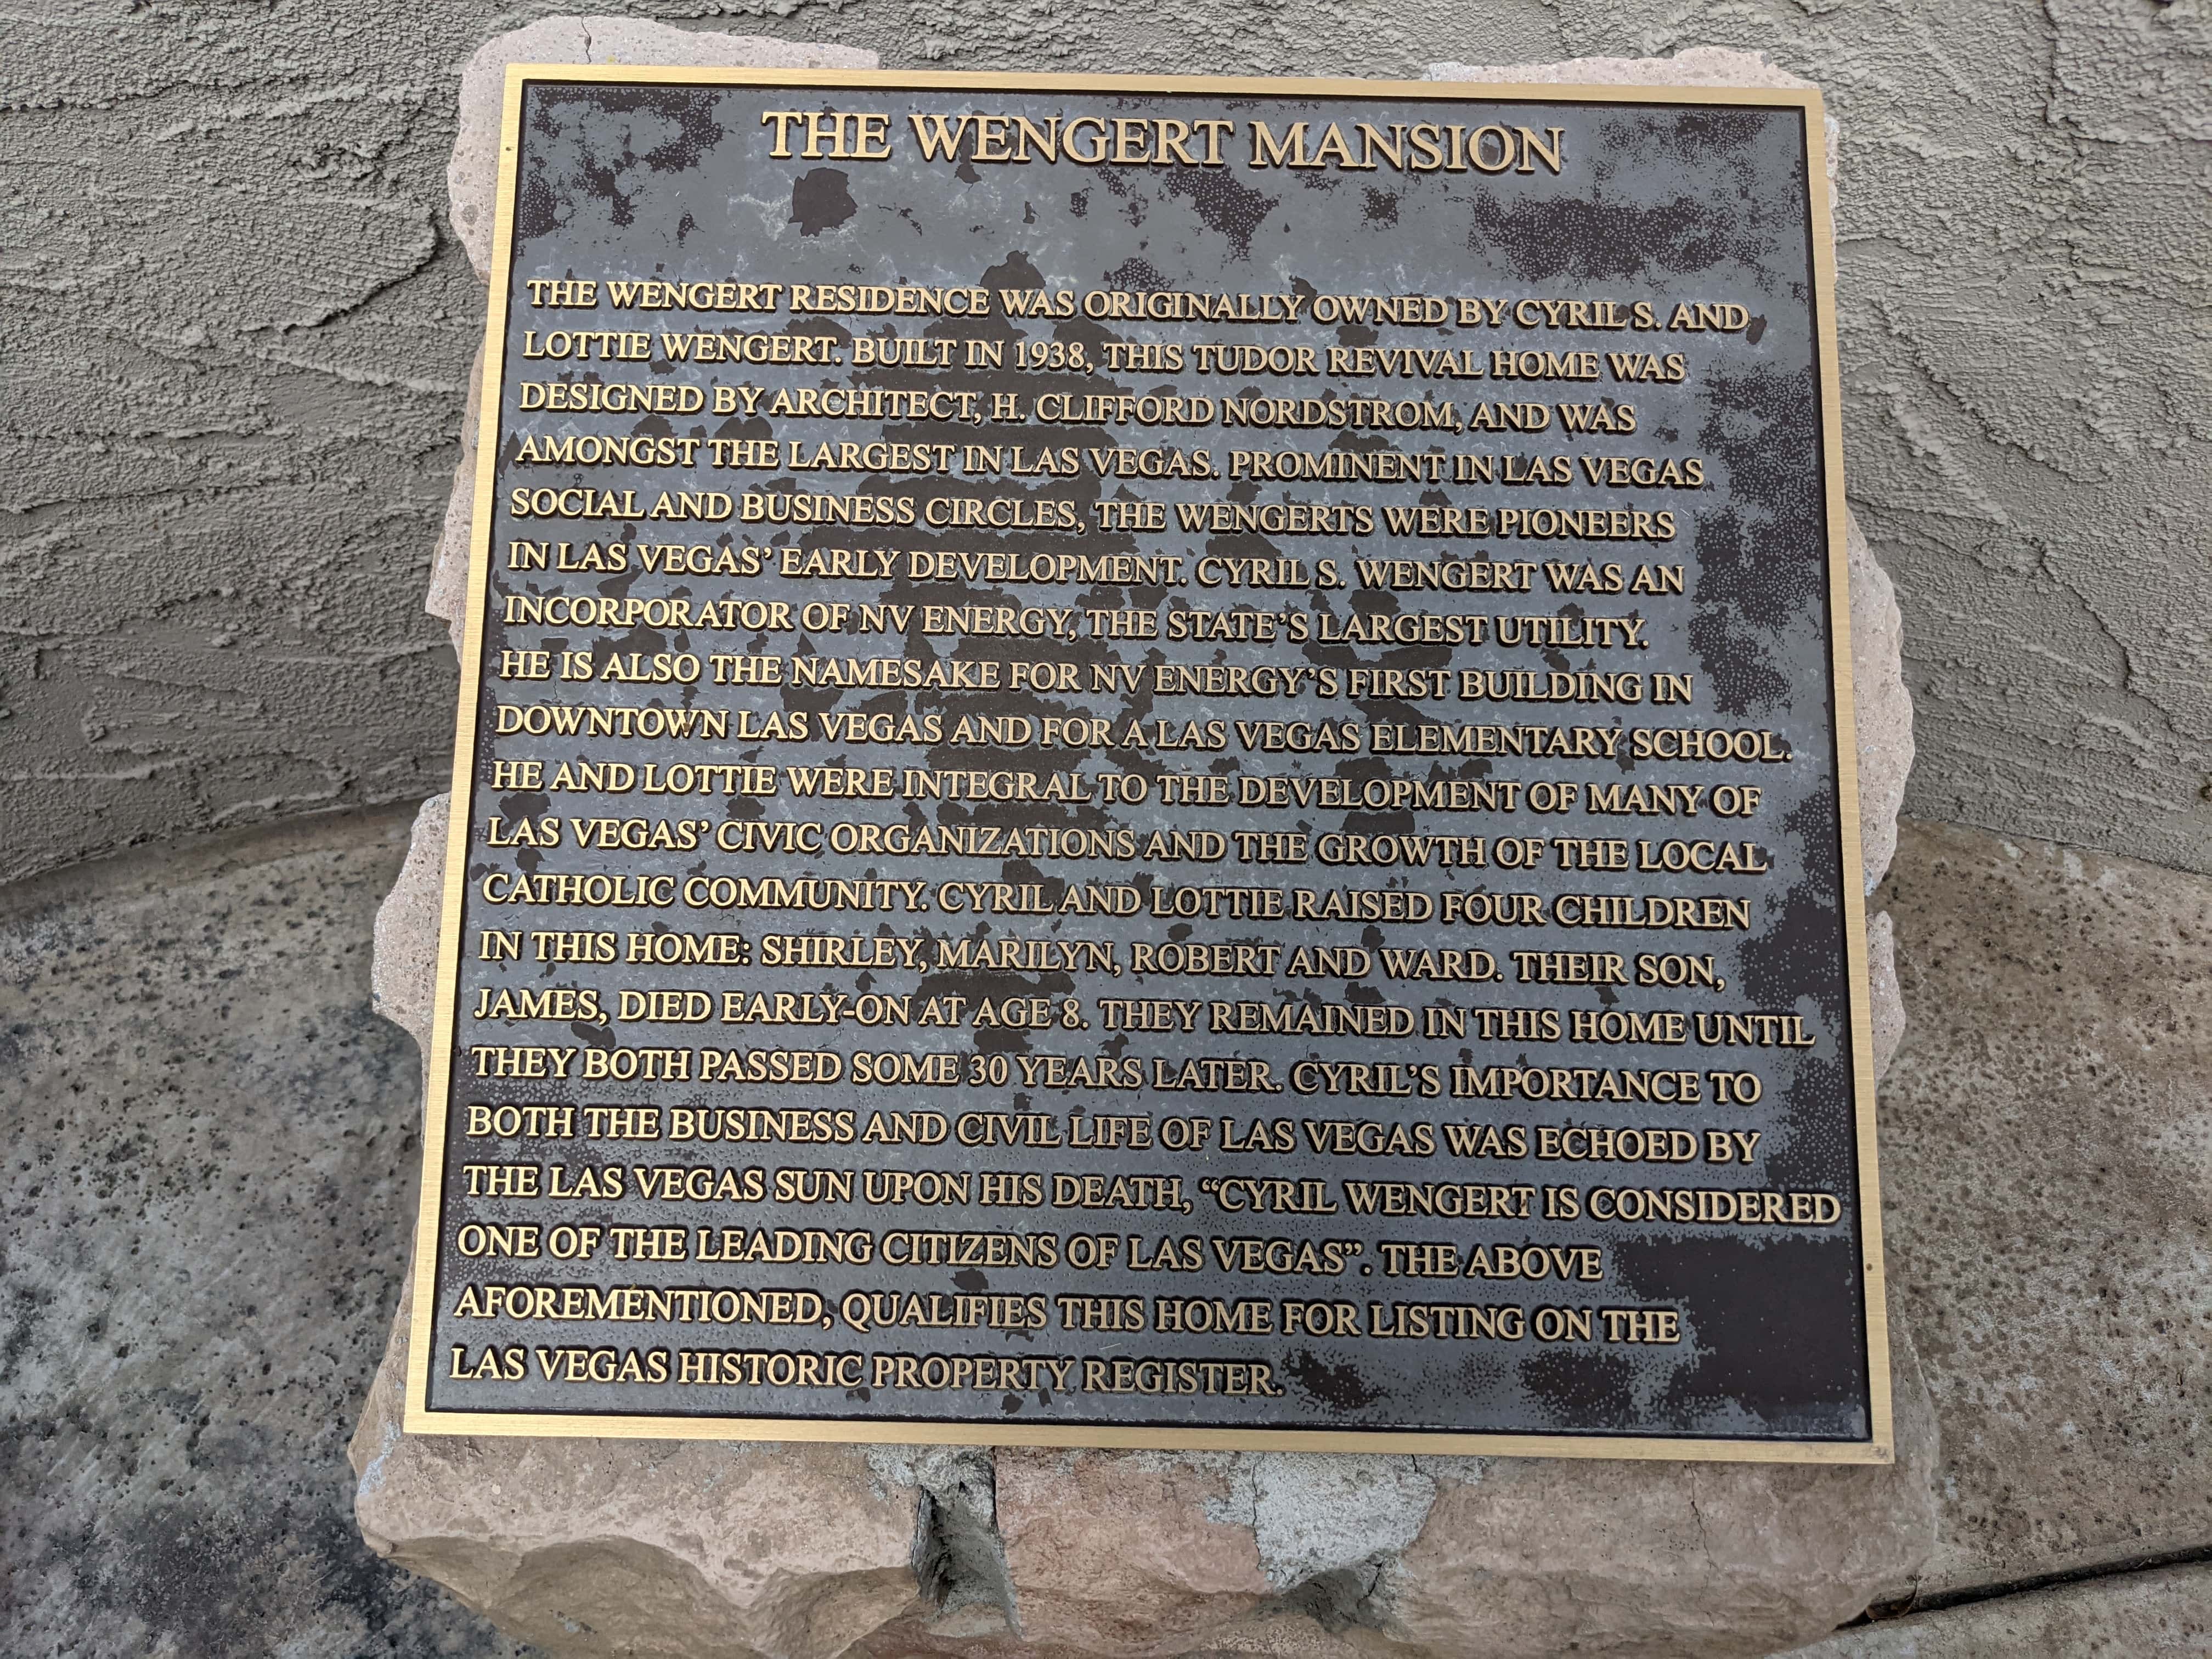 THE WENGERT MANSION
THE WENGERT RESIDENCE WAS ORIGINALLY OWNED BY CYRIL S. AND
LOTTIE WENGERT. BUILT IN 1938, THIS TUDOR REVIVAL HOME WAS
DESIGNED BY ARCHITECT, H. CLIFFORD NORDSTROM, AND WAS
AMONGST THE LARGEST IN LAS VEGAS. PROMINENT IN LAS VEGAS
SOCIAL AND BUSINESS CIRCLES, THE WENGERTS WERE PIONEERS
IN LAS VEGAS’ EARLY DEVELOPMENT. CYRIL S. WENGERT WAS AN
INCORPORATOR OF NV ENERGY, THE STATE’S LARGEST UTILITY.
HE IS ALSO THE NAMESAKE FOR NV ENERGY’S FIRST BUILDING IN
DOWNTOWN LAS VEGAS AND FOR A LAS VEGAS ELEMENTARY SCHOOL.
HE AND LOTTIE WERE INTEGRAL TO THE DEVELOPMENT OF MANY OF
LAS VEGAS’ CIVIC ORGANIZATIONS AND THE GROWTH OF THE LOCAL
CATHOLIC COMMUNITY. CYRIL AND LOTTIE RAISED FOUR CHILDREN
IN THIS HOME: SHIRLEY, MARILYN, ROBERT AND WARD. THEIR SON,
JAMES, DIED EARLY-ON AT AGE 8. THEY REMAINED IN THIS HOME UNTIL
THEY BOTH PASSED SOME 30 YEARS LATER. CYRIL’S IMPORTANCE TO
BOTH THE BUSINESS AND CIVIL LIFE OF LAS VEGAS WAS ECHOED BY
THE LAS VEGAS SUN UPON HIS DEATH, “CYRIL WENGERT IS CONSIDERED
ONE OF THE LEADING CITIZENS OF LAS VEGAS”. THE ABOVE
AFOREMENTIONED, QUALIFIES THIS HOME FOR LISTING ON THE
LAS VEGAS HISTORIC PROPERTY REGISTER.